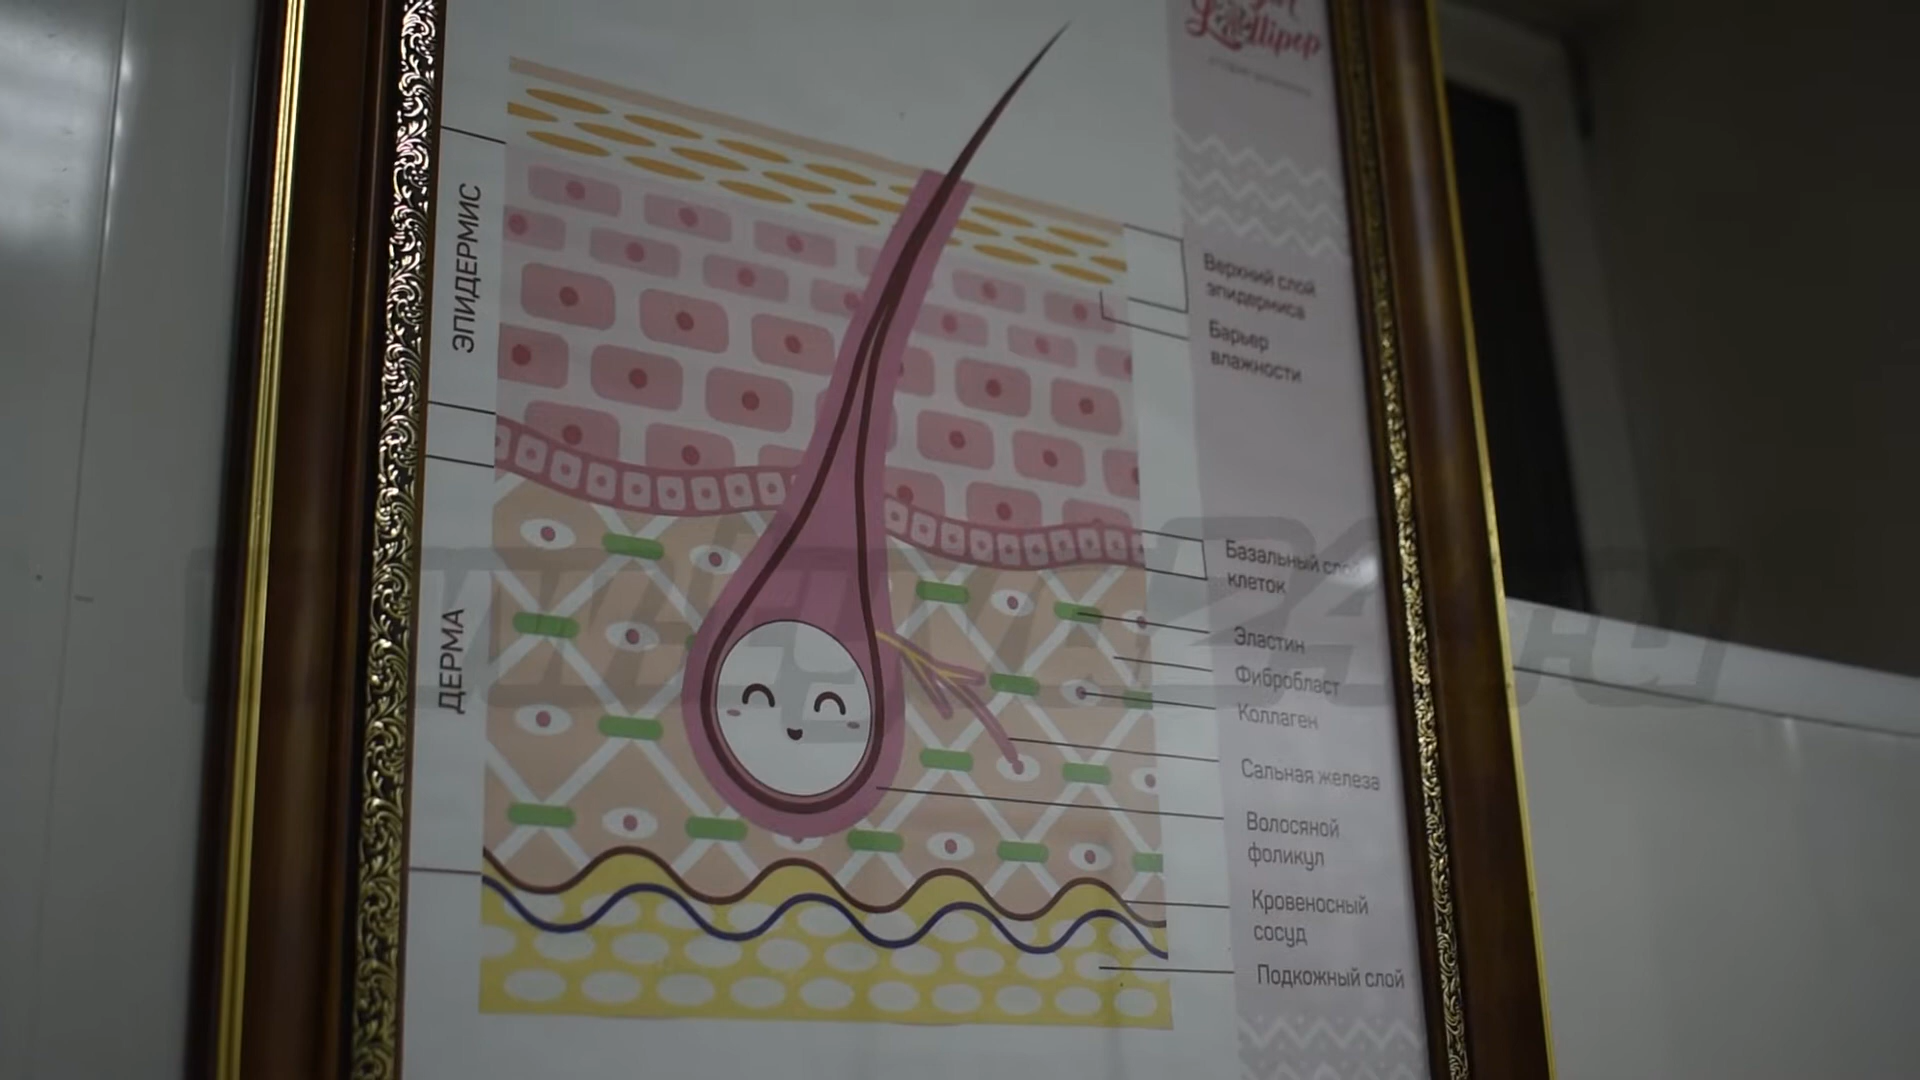 Lollipop
ЭПИДЕРМИС
Верхний слой
эпидермиса
Барьер
влажности
Базальный слой
клеток
ДЕРМА
Эластин
Фибробласт
Коллаген
Сальная железа
Волосяной
фоликул
Кровеносный
сосуд
Подкожный слой